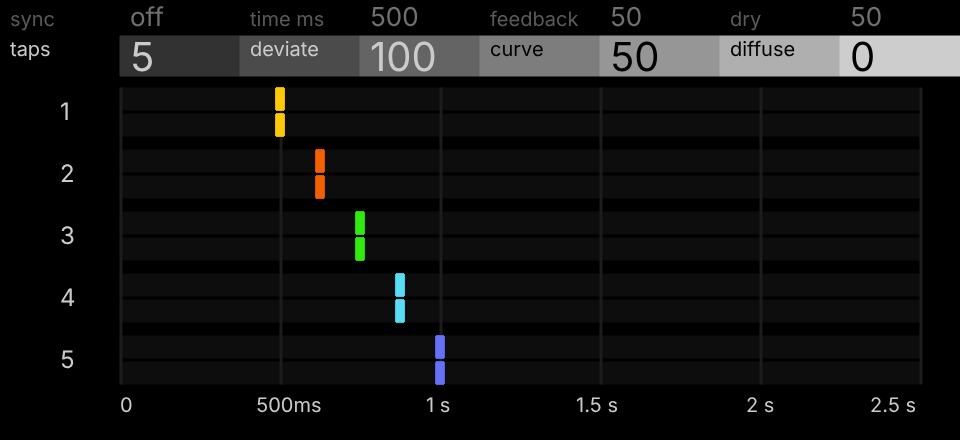 sync off time ms 500 feedback 50 dry 50
taps 5 deviate 100 curve 50 diffuse 0
1
2
3
4
5
0 500ms 1 s 1.5 s 2 s 2.5 s